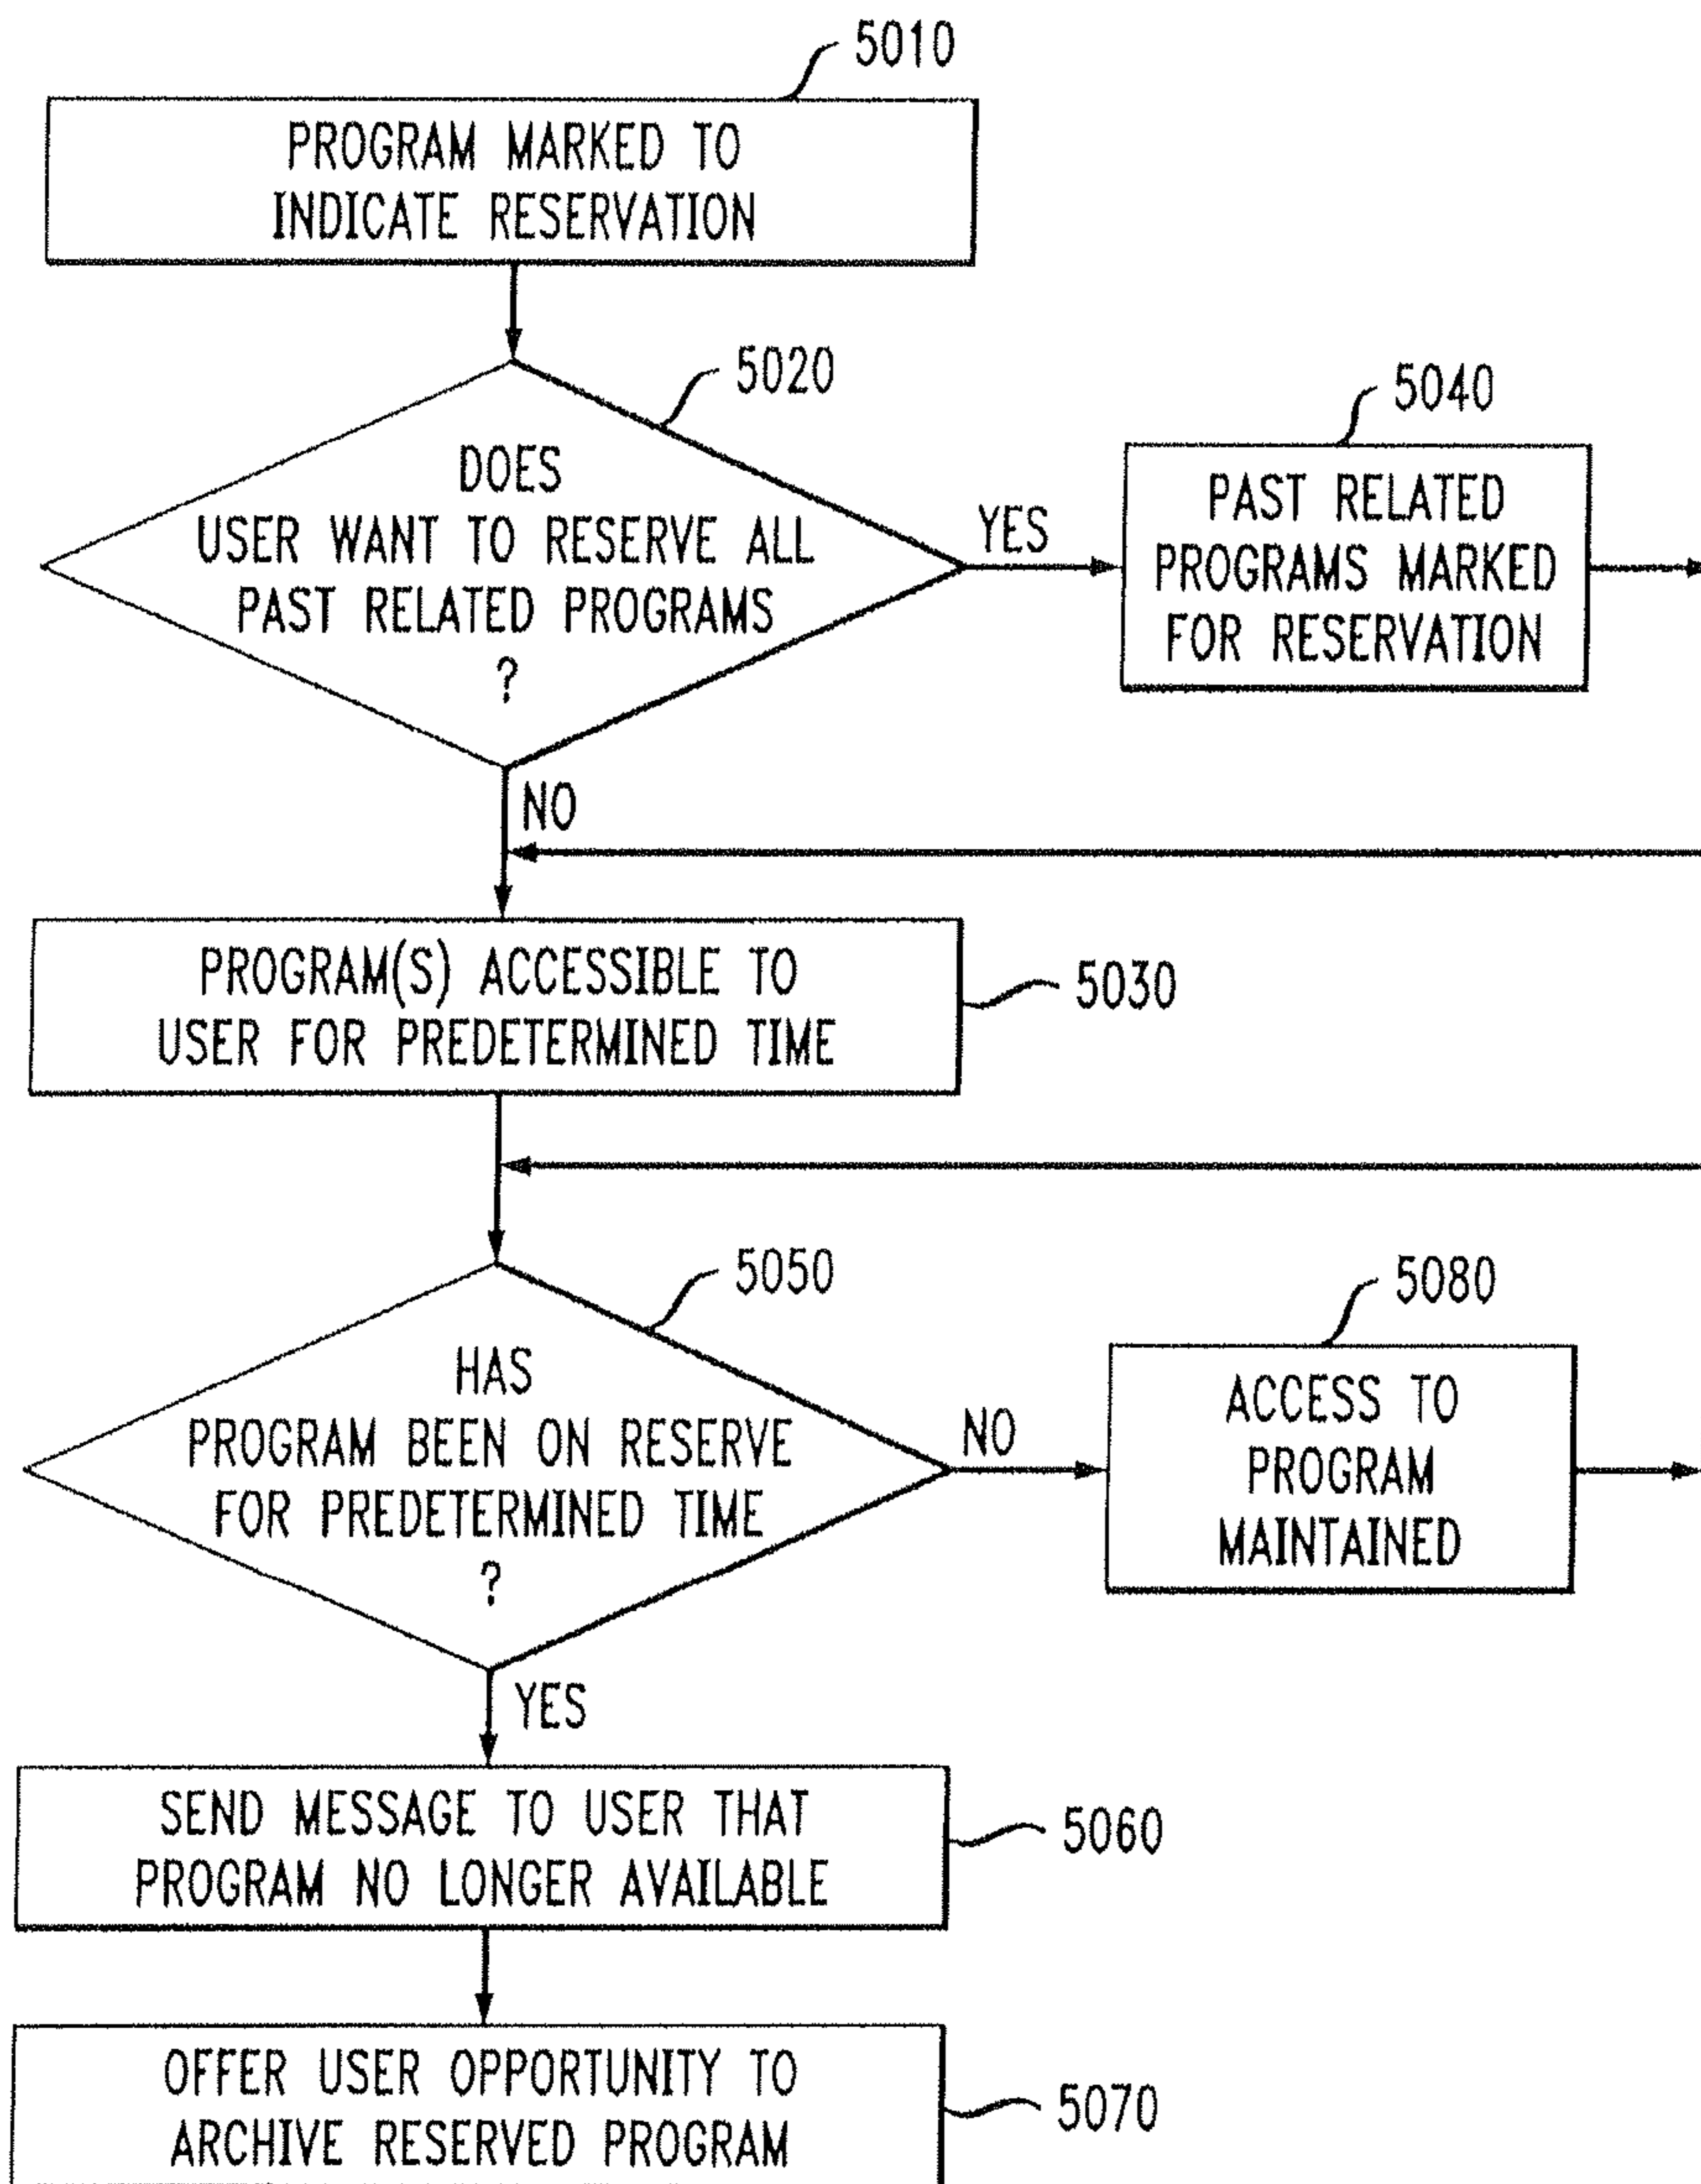 5010
PROGRAM MARKED TO
INDICATE RESERVATION
5020
DOES
USER WANT TO RESERVE ALL
PAST RELATED PROGRAMS
?
YES
5040
PAST RELATED
PROGRAMS MARKED
FOR RESERVATION
NO
PROGRAM(S) ACCESSIBLE TO
USER FOR PREDETERMINED TIME
5030
5050
HAS
PROGRAM BEEN ON RESERVE
FOR PREDETERMINED TIME
?
NO
5080
ACCESS TO
PROGRAM
MAINTAINED
YES
SEND MESSAGE TO USER THAT
PROGRAM NO LONGER AVAILABLE
5060
OFFER USER OPPORTUNITY TO
ARCHIVE RESERVED PROGRAM
5070